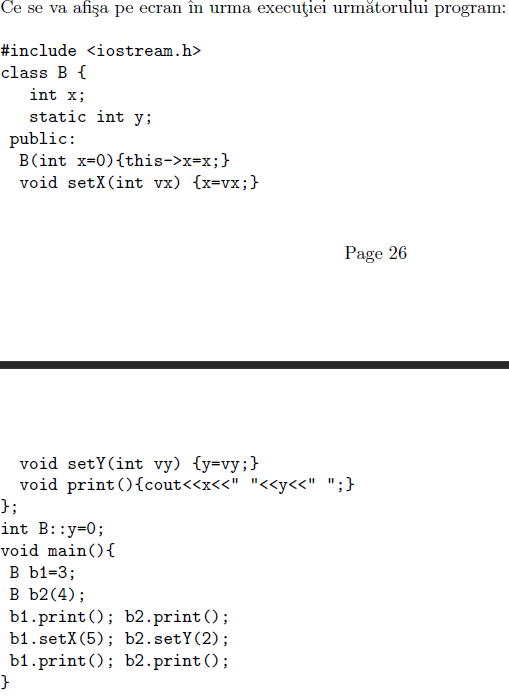 Ce se va afişa pe ecran în urma execuţiei următorului program:
#include <iostream.h>
class B {
   int x;
   static int y;
 public:
  B(int x=0){this->x=x;}
  void setX(int vx) {x=vx;}
Page 26
  void setY(int vy) {y=vy;}
  void print(){cout<<x<<" "<<y<<" ";}
};
int B::y=0;
void main(){
 B b1=3;
 B b2(4);
 b1.print(); b2.print();
 b1.setX(5); b2.setY(2);
 b1.print(); b2.print();
}